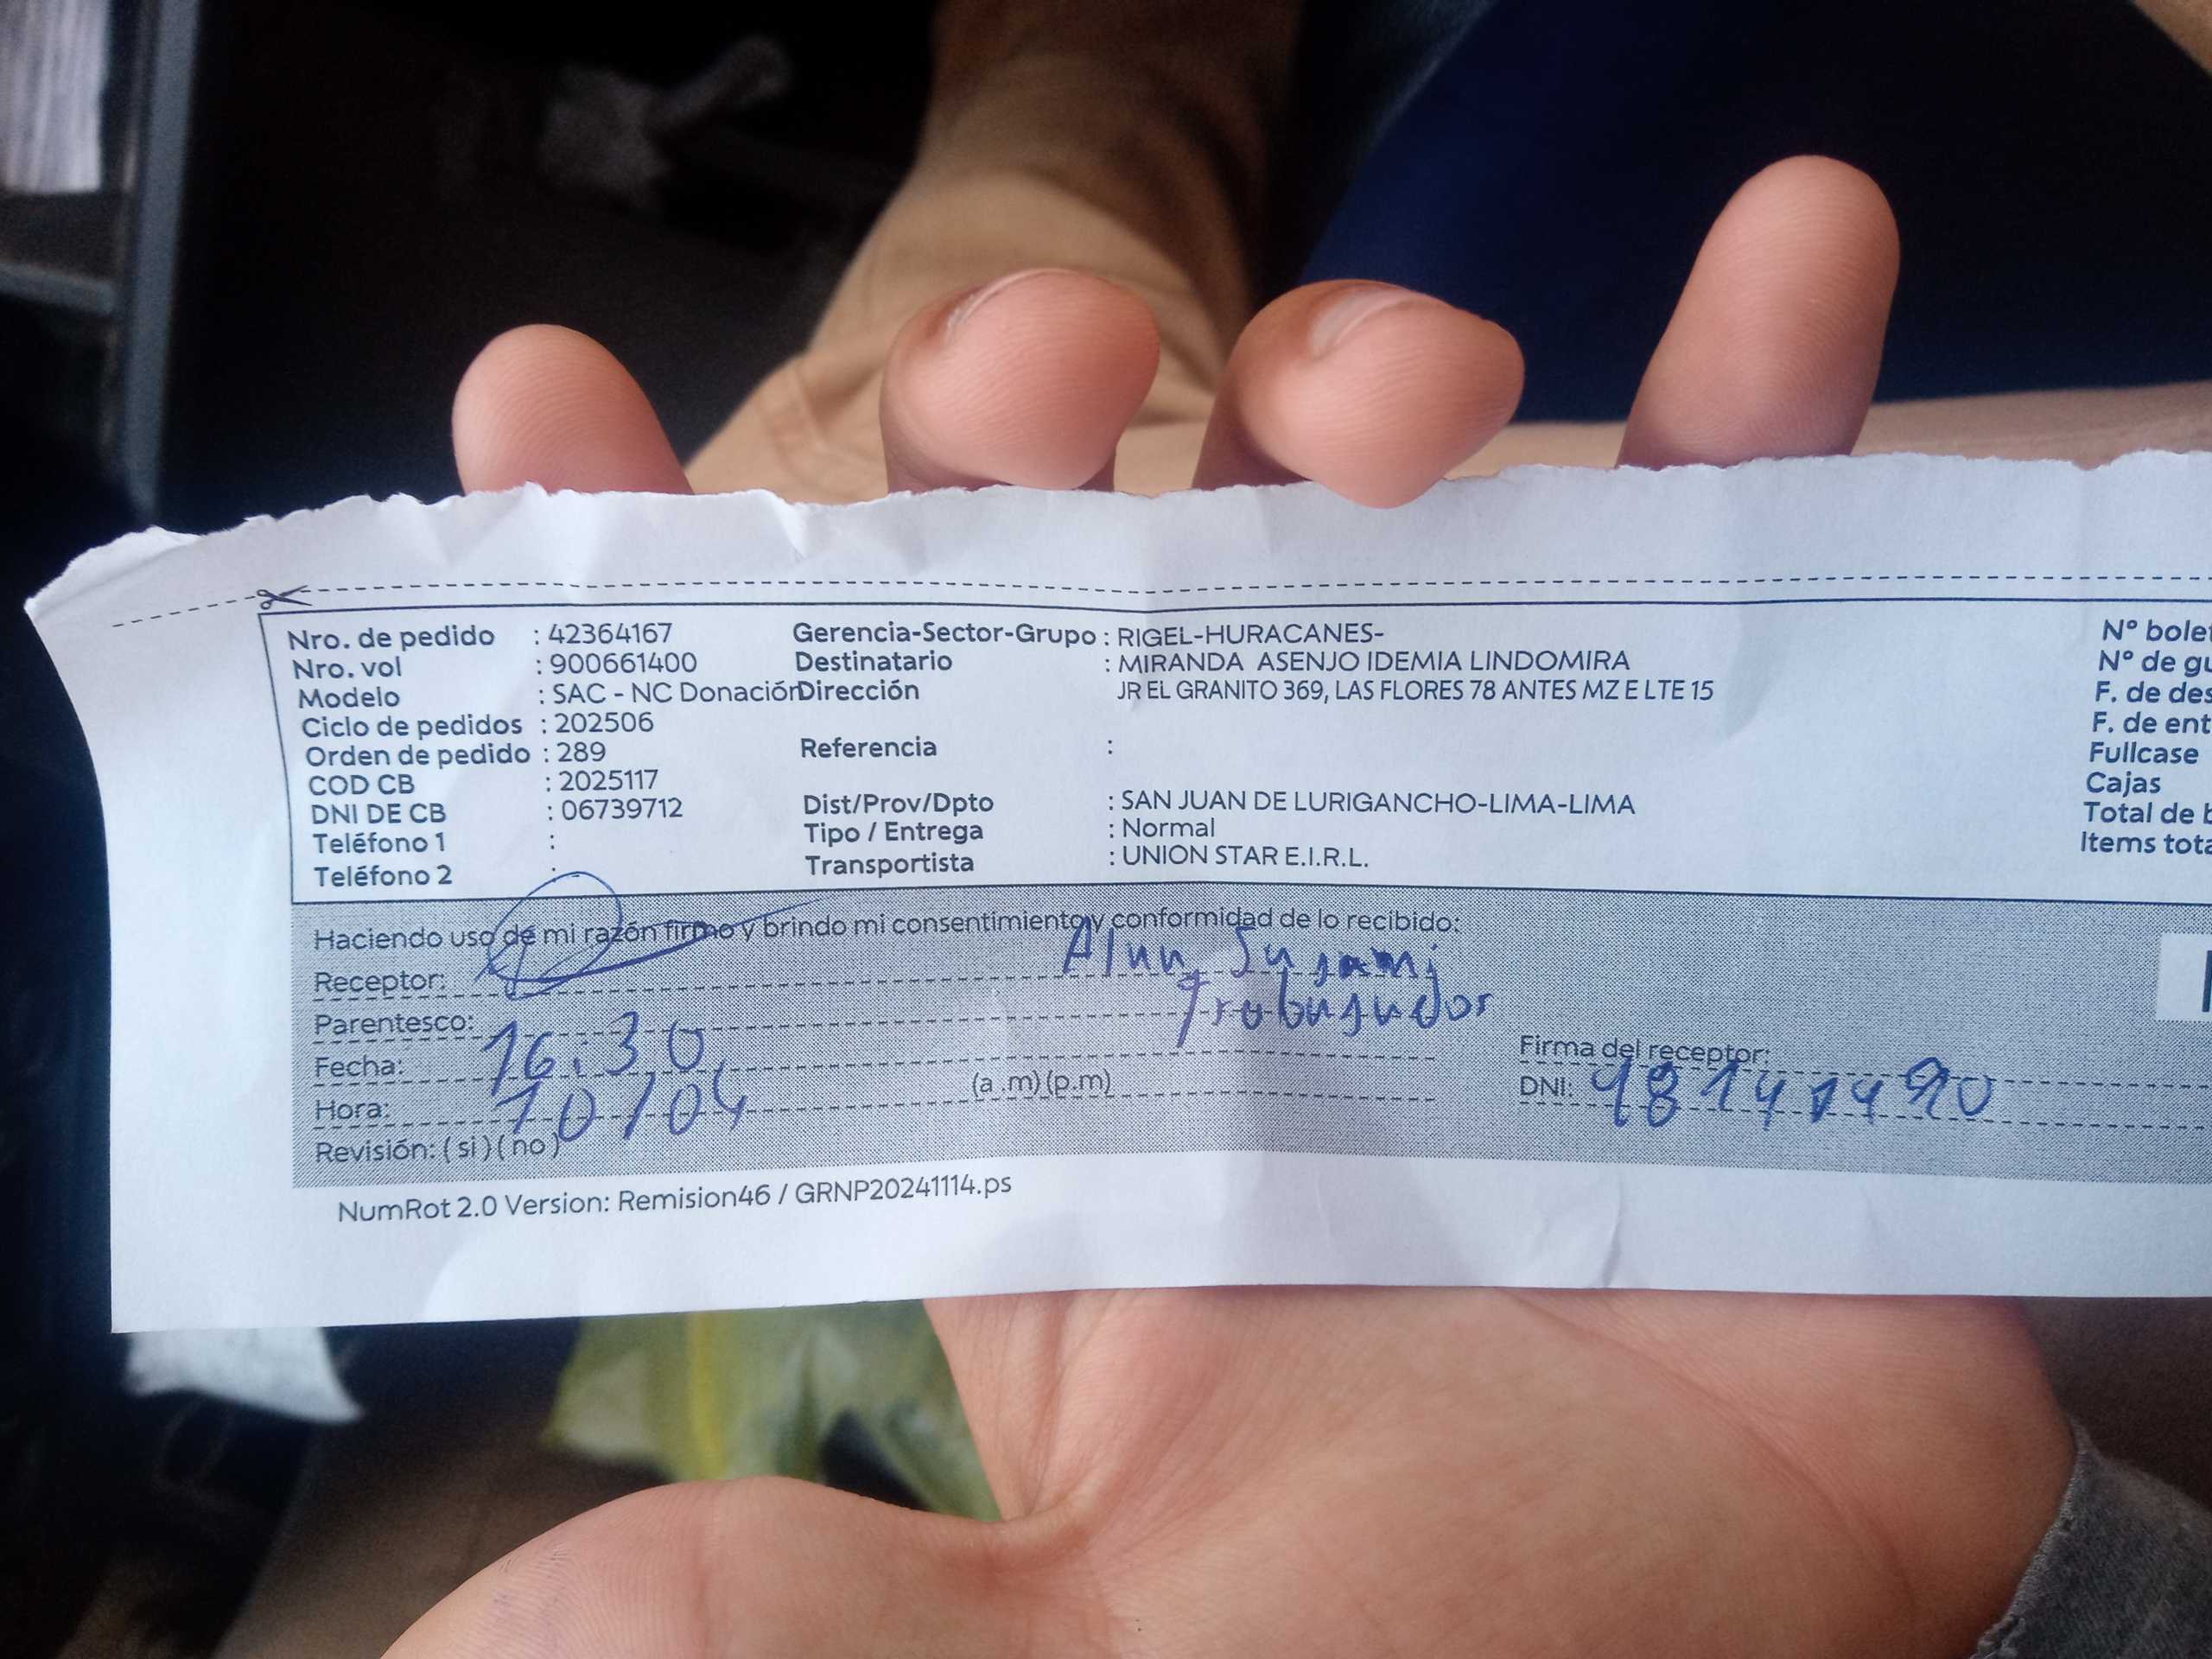 Nro. de pedido : 42364167
Nro. vol : 900661400
Modelo : SAC - NC Donación
Ciclo de pedidos : 202506
Orden de pedido : 289
COD CB : 2025117
DNI DE CB : 06739712
Teléfono 1 :
Teléfono 2 :
Gerencia-Sector-Grupo : RIGEL-HURACANES-
Destinatario : MIRANDA ASENJO IDEMIA LINDOMIRA
Dirección JR EL GRANITO 369, LAS FLORES 78 ANTES MZ E LTE 15
Referencia :
Dist/Prov/Dpto : SAN JUAN DE LURIGANCHO-LIMA-LIMA
Tipo / Entrega : Normal
Transportista : UNION STAR E.I.R.L.
Nº bole
Nº de gu
F. de des
F. de ent
Fullcase
Cajas
Total de b
Items tota
Haciendo uso de mi razón firmo y brindo mi consentimiento y conformidad de lo recibido:
Receptor:
Parentesco:
Fecha: 16:30
Hora: 10/04 (a .m) (p.m)
Revisión: ( si ) ( no )
Firma del receptor:
DNI:
NumRot 2.0 Version: Remision46 / GRNP20241114.ps